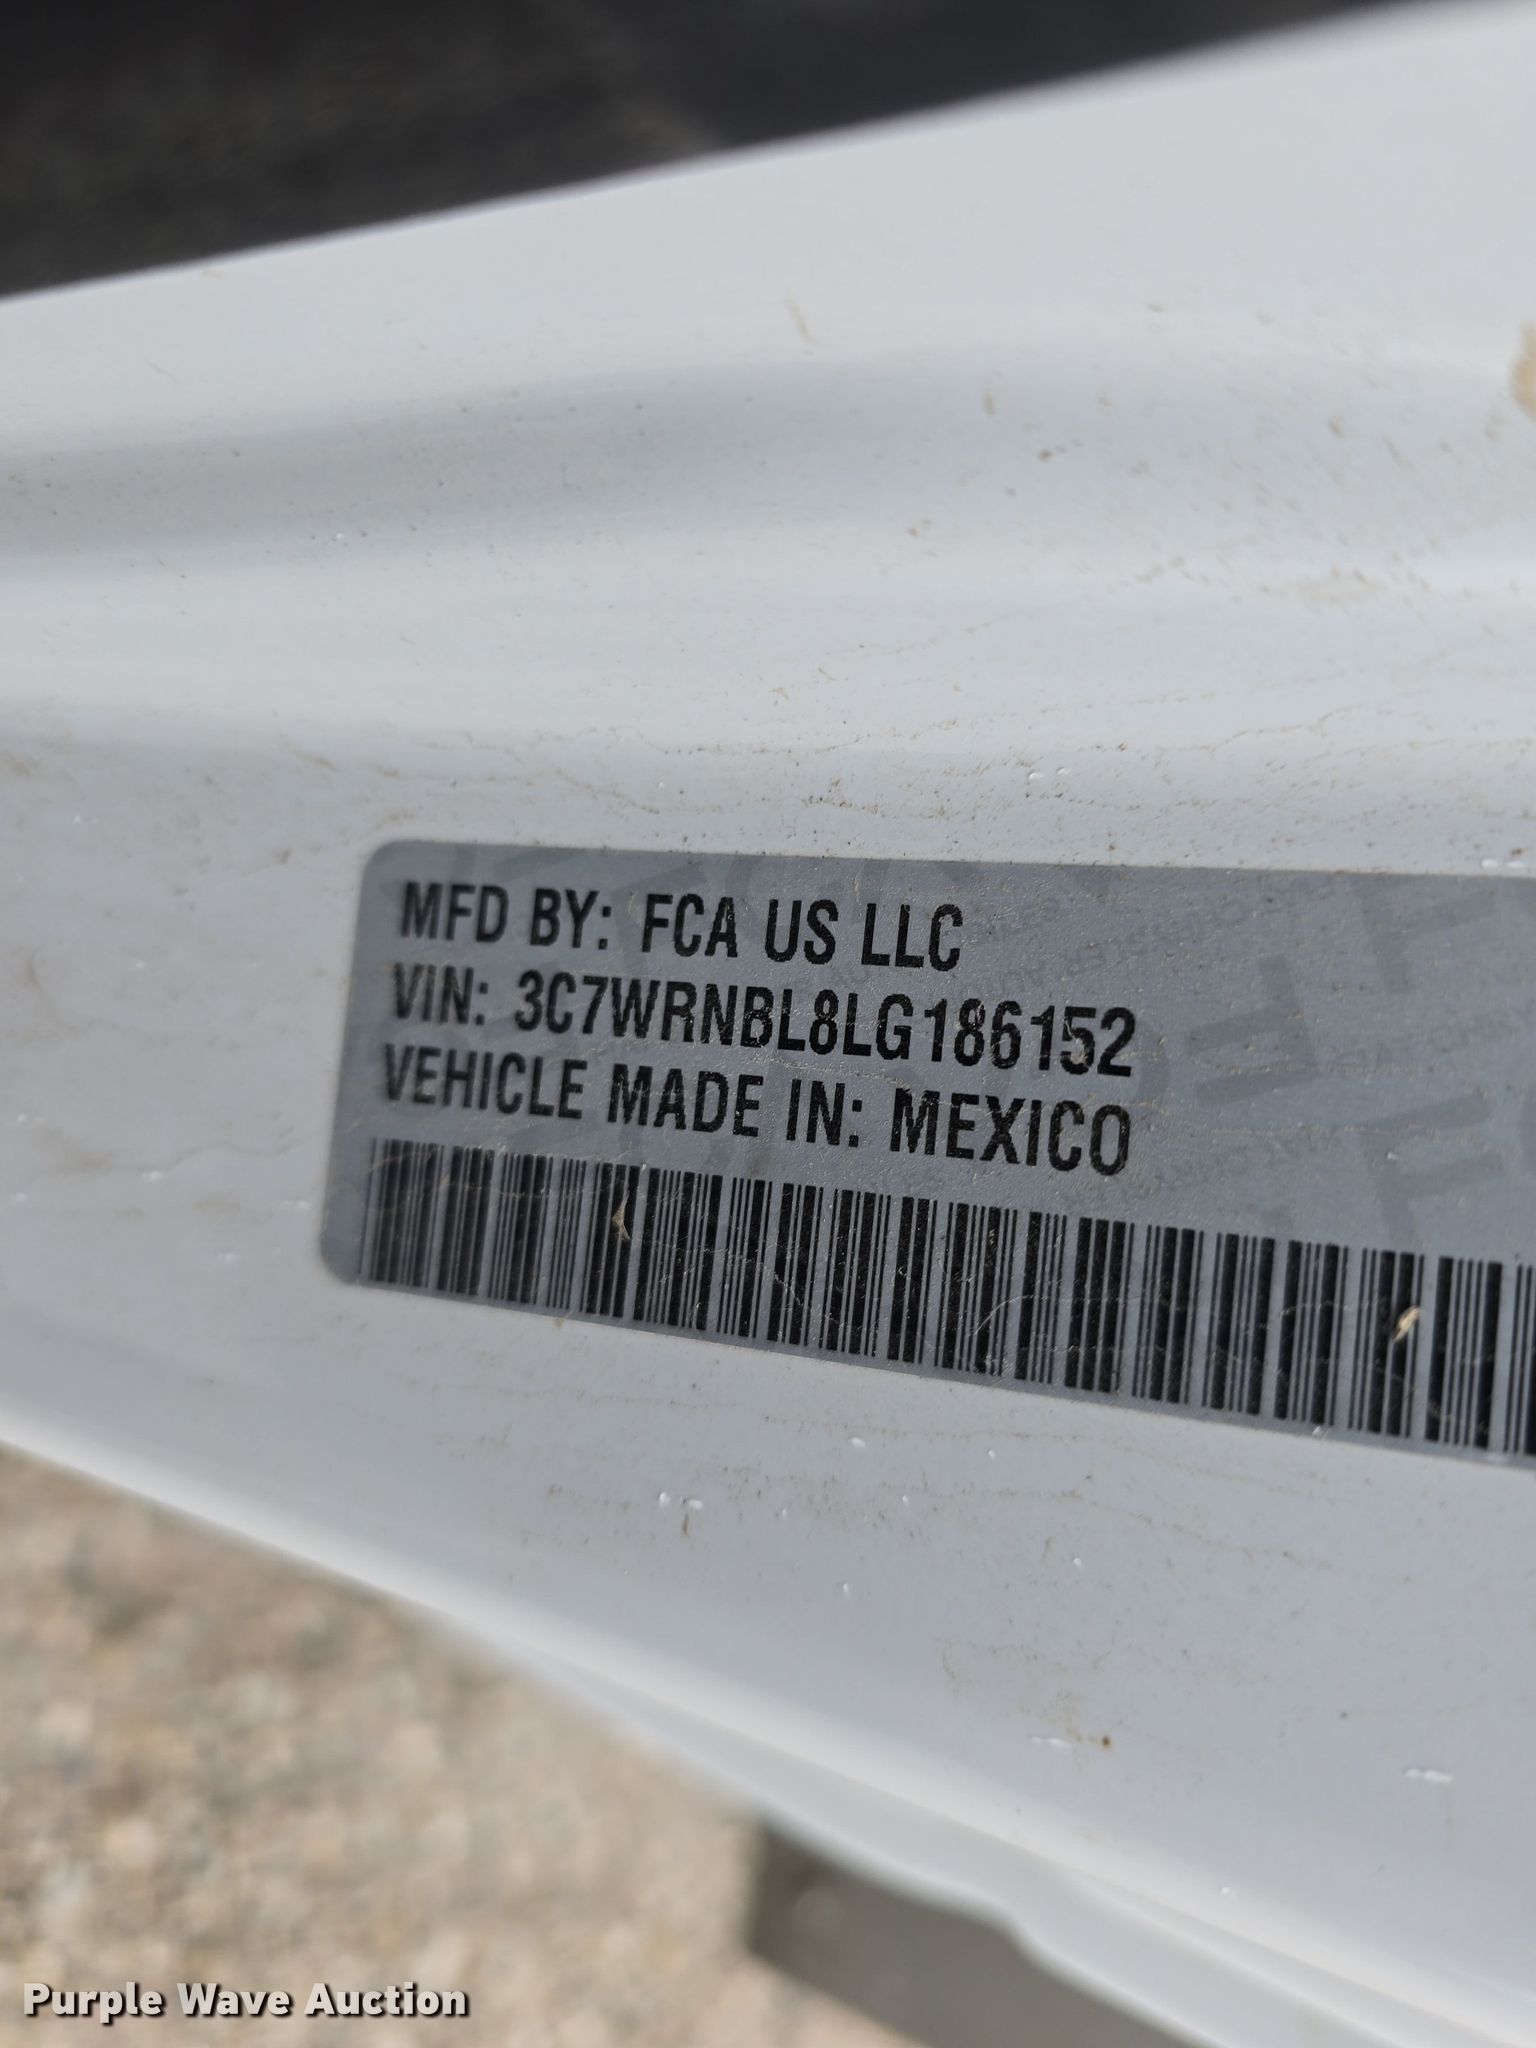 MFD BY: FCA US LLC
VIN: 3C7WRNBL8LG186152
VEHICLE MADE IN: MEXICO
Purple Wave Auction